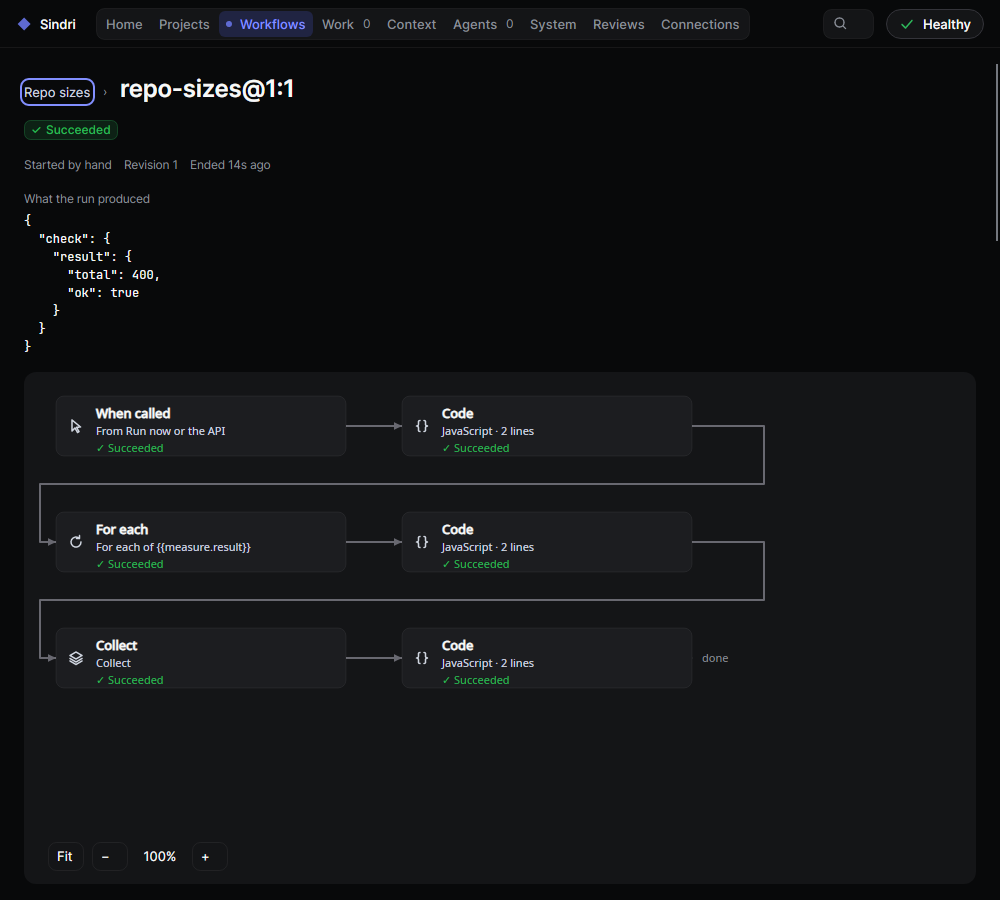 Sindri Home Projects Workflows Work 0 Context Agents 0 System Reviews Connections Healthy
Repo sizes › repo-sizes@1:1
✓ Succeeded
Started by hand Revision 1 Ended 14s ago
What the run produced
{
  "check": {
    "result": {
      "total": 400,
      "ok": true
    }
  }
}
When called
From Run now or the API
✓ Succeeded
{} Code
JavaScript · 2 lines
✓ Succeeded
For each
For each of {{measure.result}}
✓ Succeeded
{} Code
JavaScript · 2 lines
✓ Succeeded
Collect
Collect
✓ Succeeded
{} Code
JavaScript · 2 lines
✓ Succeeded
done
Fit − 100% +